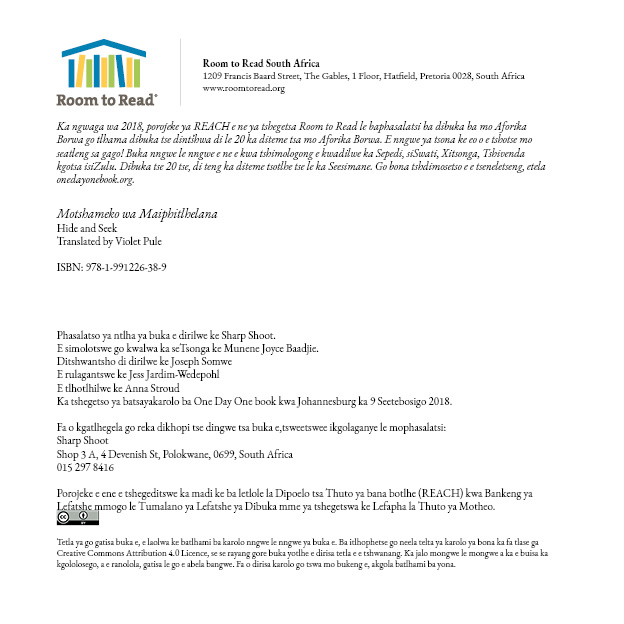 Room to Read®
Room to Read South Africa
1209 Francis Baard Street, The Gables, 1 Floor, Hatfield, Pretoria 0028, South Africa
www.roomtoread.org
Ka ngwaga wa 2018, porojeke ya REACH e ne ya tshegetsa Room to Read le baphasalatsi ba dibuka ba mo Aforika
Borwa go tlhama dibuka tse dintšhwa di le 20 ka diteme tsa mo Aforika Borwa. E nngwe ya tsona ke eo o e tshotse mo
seatleng sa gago! Buka nngwe le nngwe e ne e kwa tshimologong e kwadilwe ka Sepedi, siSwati, Xitsonga, Tshivenda
kgotsa isiZulu. Dibuka tse 20 tse, di teng ka diteme tsotlhe tse le ka Seesimane. Go bona tshdimosetso e e tseneletseng, etela
onedayonebook.org.
Motshameko wa Maiphitlhelana
Hide and Seek
Translated by Violet Pule
ISBN: 978-1-991226-38-9
Phasalatso ya ntlha ya buka e dirilwe ke Sharp Shoot.
E simolotswe go kwalwa ka seTsonga ke Munene Joyce Baadjie.
Ditshwantsho di dirilwe ke Joseph Somwe
E rulagantswe ke Jess Jardim-Wedepohl
E tlhotlhilwe ke Anna Stroud
Ka tshegetso ya batsayakarolo ba One Day One book kwa Johannesburg ka 9 Seetebosigo 2018.
Fa o kgatlhegela go reka dikhopi tse dingwe tsa buka e,tsweetswee ikgolaganye le mophasalatsi:
Sharp Shoot
Shop 3 A, 4 Devenish St, Polokwane, 0699, South Africa
015 297 8416
Porojeke e ene e tshegeditswe ka madi ke ba letlole la Dipoelo tsa Thuto ya bana botlhe (REACH) kwa Bankeng ya
Lefatshe mmogo le Tumalano ya Lefatshe ya Dibuka mme ya tshegetswa ke Lefapha la Thuto ya Motheo.
cc BY
Tetla ya go gatisa buka e, e laolwa ke batlhami ba karolo nngwe le nngwe ya buka e. Ba itlhophetse go neela telta ya karolo ya bona ka fa tlase ga
Creative Commons Attribution 4.0 Licence, se se rayang gore buka yotlhe e dirisa tetla e e tshwanang. Ka jalo mongwe le mongwe a ka e buisa ka
kgololosego, a e ranolola, gatisa le go e abela bangwe. Fa o dirisa karolo go tswa mo bukeng e, akgola batlhami ba yona.